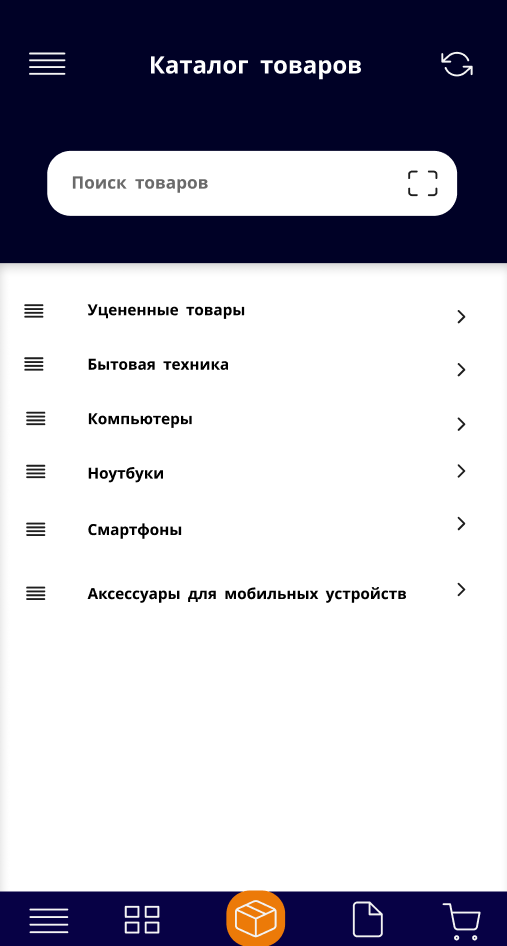 Каталог товаров
Поиск товаров
Уцененные товары
Бытовая техника
Компьютеры
Ноутбуки
Смартфоны
Аксессуары для мобильных устройств